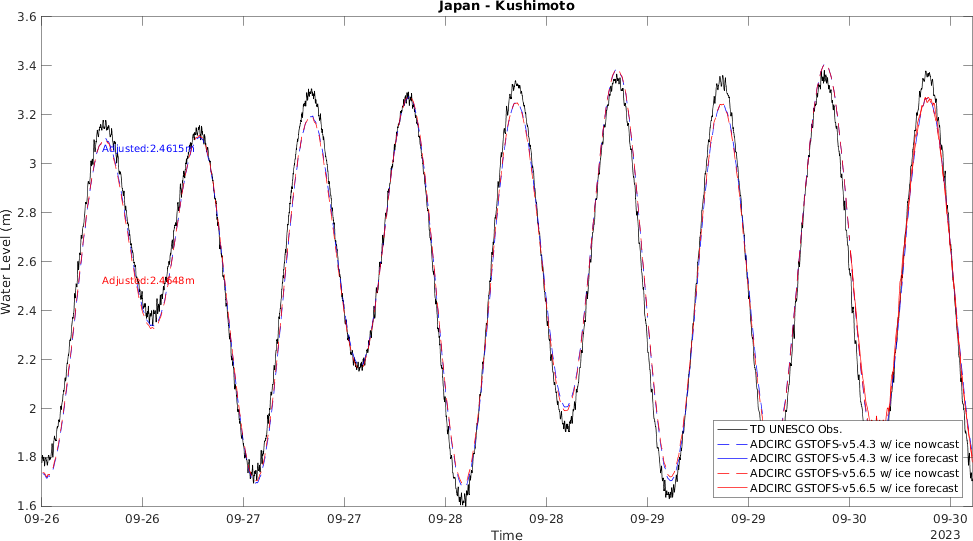 Japan - Kushimoto
3.6
3.4
3.2
3
2.8
2.6
2.4
2.2
2
1.8
1.6
Water Level (m)
Adjusted:2.4615m
Adjusted:2.4648m
TD UNESCO Obs.
ADCIRC GSTOFS-v5.4.3 w/ ice nowcast
ADCIRC GSTOFS-v5.4.3 w/ ice forecast
ADCIRC GSTOFS-v5.6.5 w/ ice nowcast
ADCIRC GSTOFS-v5.6.5 w/ ice forecast
09-26 09-26 09-27 09-27 09-28 09-28 09-29 09-29 09-30 09-30
2023
Time